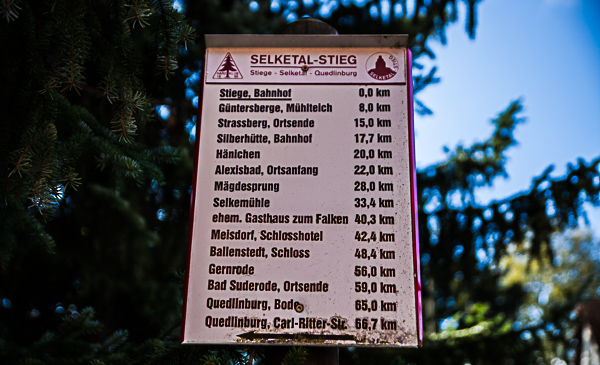 SELKETAL-STIEG
Stiege - Selketal - Quedlinburg
SELKETAL
STIEG
Stiege, Bahnhof 0,0 km
Güntersberge, Mühlteich 8,0 km
Strassberg, Ortsende 15,0 km
Silberhütte, Bahnhof 17,7 km
Hänlchen 20,0 km
Alexisbad, Ortsanfang 22,0 km
Mägdesprung 28,0 km
Selkemühle 33,4 km
ehem. Gasthaus zum Falken 40,3 km
Meisdorf, Schlosshotel 42,4 km
Ballenstedt, Schloss 48,4 km
Gernrode 56,0 km
Bad Suderode, Ortsende 59,0 km
Quedlinburg, Bode 65,0 km
Quedlinburg, Carl-Ritter-Str. 66,7 km